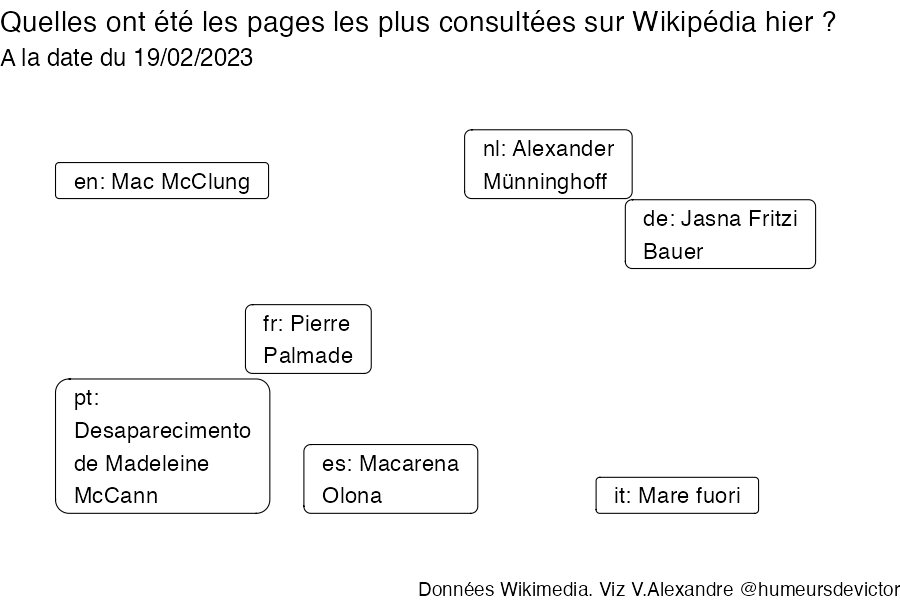 Quelles ont été les pages les plus consultées sur Wikipédia hier ?
A la date du 19/02/2023
nl: Alexander
Münninghoff
en: Mac McClung
de: Jasna Fritzi
Bauer
fr: Pierre
Palmade
pt:
Desaparecimento
de Madeleine
McCann
es: Macarena
Olona
it: Mare fuori
Données Wikimedia. Viz V.Alexandre @humeursdevictor